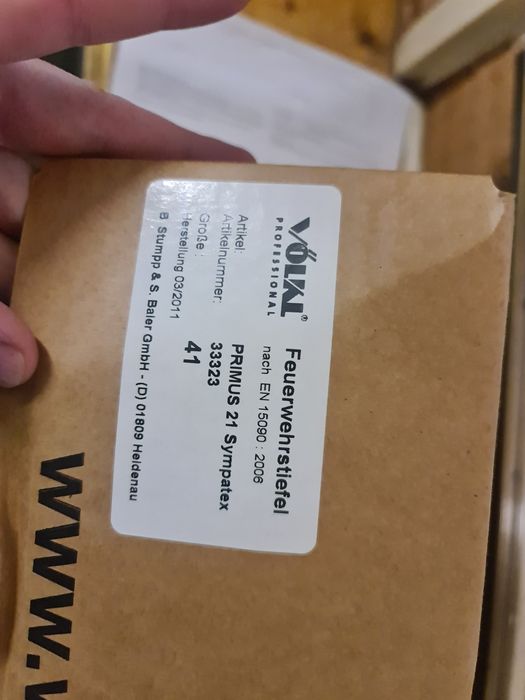 VÖLKL®
PROFESSIONAL
Feuerwehrstiefel
nach EN 15090 : 2006
Artikel: PRIMUS 21 Sympatex
Artikelnummer: 33323
Größe : 41
Herstellung 03/2011
B. Stumpp & S. Baier GmbH - (D) 01809 Heidenau
www.